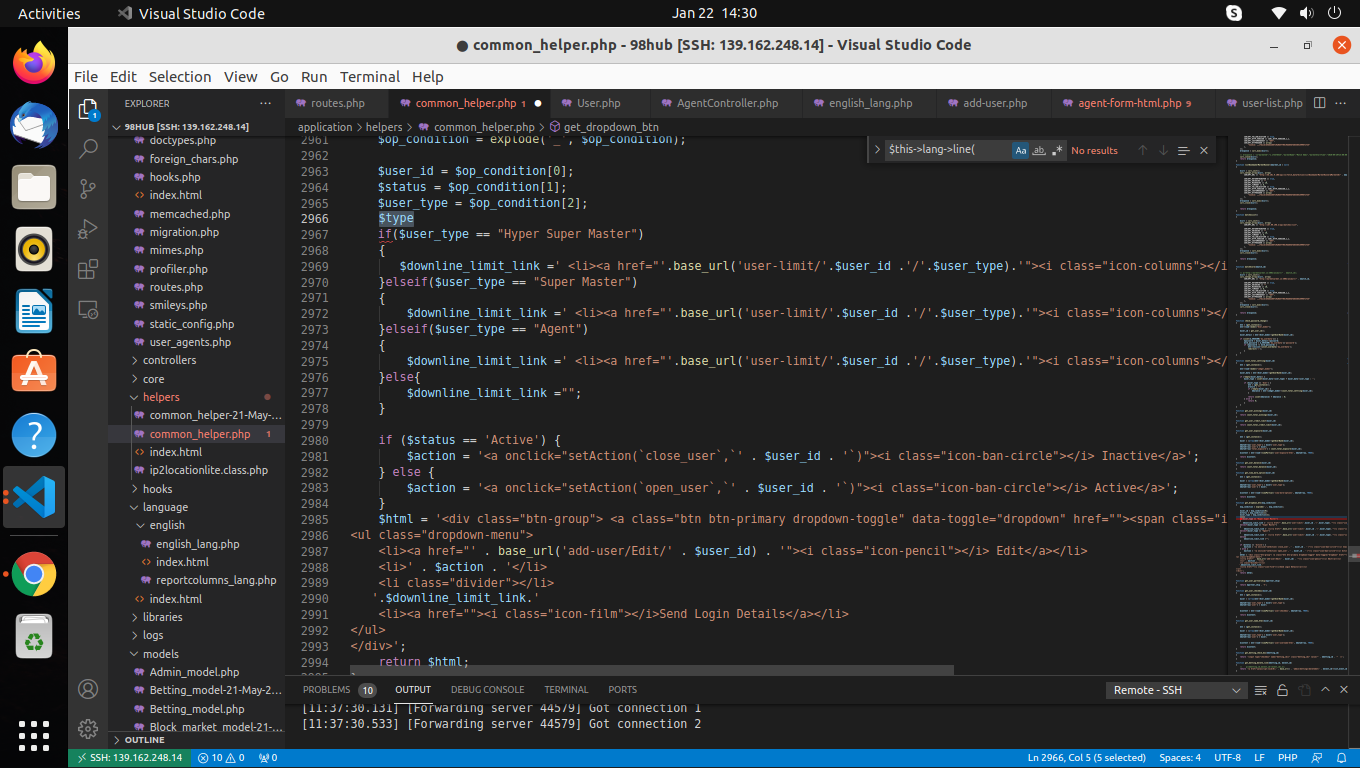 Activities
Visual Studio Code
Jan 22 14:30
common_helper.php - 98hub [SSH: 139.162.248.14] - Visual Studio Code
File Edit Selection View Go Run Terminal Help
EXPLORER
routes.php
common_helper.php 1
User.php
AgentController.php
english_lang.php
add-user.php
agent-form-html.php 9
user-list.php
1
98HUB [SSH: 139.162.248.14]
doctypes.php
foreign_chars.php
hooks.php
index.html
memcached.php
migration.php
mimes.php
profiler.php
routes.php
smileys.php
static_config.php
user_agents.php
controllers
core
helpers
common_helper-21-May-...
common_helper.php 1
index.html
ip2locationlite.class.php
hooks
language
english
english_lang.php
index.html
reportcolumns_lang.php
index.html
libraries
logs
models
Admin_model.php
Betting_model-21-May-2...
Betting_model.php
Block_market_model-21-...
OUTLINE
application > helpers > common_helper.php > get_dropdown_btn
$this->lang->line(
Aa
ab
No results
2961 $op_condition = explode('_', $op_condition);
2962
2963 $user_id = $op_condition[0];
2964 $status = $op_condition[1];
2965 $user_type = $op_condition[2];
2966 $type
2967 if($user_type == "Hyper Super Master")
2968 {
2969 $downline_limit_link =' <li><a href="'.base_url('user-limit/'.$user_id .'/'.$user_type).'"><i class="icon-columns"></i
2970 }elseif($user_type == "Super Master")
2971 {
2972 $downline_limit_link =' <li><a href="'.base_url('user-limit/'.$user_id .'/'.$user_type).'"><i class="icon-columns"></
2973 }elseif($user_type == "Agent")
2974 {
2975 $downline_limit_link =' <li><a href="'.base_url('user-limit/'.$user_id .'/'.$user_type).'"><i class="icon-columns"></
2976 }else{
2977 $downline_limit_link ="";
2978 }
2979
2980 if ($status == 'Active') {
2981 $action = '<a onclick="setAction(`close_user`,`' . $user_id . '`)"><i class="icon-ban-circle"></i> Inactive</a>';
2982 } else {
2983 $action = '<a onclick="setAction(`open_user`,`' . $user_id . '`)"><i class="icon-ban-circle"></i> Active</a>';
2984 }
2985 $html = '<div class="btn-group"> <a class="btn btn-primary dropdown-toggle" data-toggle="dropdown" href=""><span class="i
2986 <ul class="dropdown-menu">
2987 <li><a href="' . base_url('add-user/Edit/' . $user_id) . '"><i class="icon-pencil"></i> Edit</a></li>
2988 <li>' . $action . '</li>
2989 <li class="divider"></li>
2990 '.$downline_limit_link.'
2991 <li><a href=""><i class="icon-film"></i>Send Login Details</a></li>
2992 </ul>
2993 </div>';
2994 return $html;
PROBLEMS 10 OUTPUT DEBUG CONSOLE TERMINAL PORTS
Remote - SSH
[11:37:30.131] [Forwarding server 44579] Got connection 1
[11:37:30.533] [Forwarding server 44579] Got connection 2
SSH: 139.162.248.14 10 0 0
Ln 2966, Col 5 (5 selected) Spaces: 4 UTF-8 LF PHP